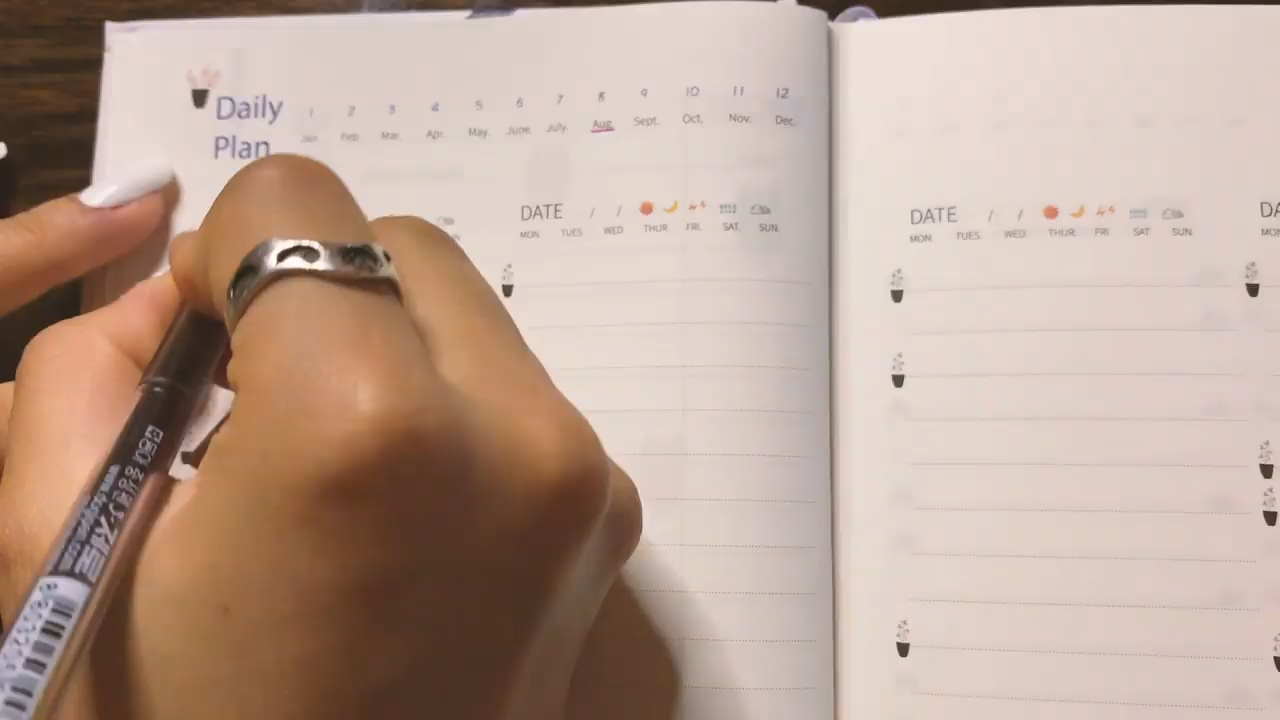 Daily
Plan
1 2 3 4 5 6 7 8 9 10 11 12
Jan. Feb. Mar. Apr. May. June. July. Aug. Sept. Oct. Nov. Dec.
DATE / /
MON. TUES. WED. THUR. FRI. SAT. SUN.
DATE / /
MON. TUES. WED. THUR. FRI. SAT. SUN.